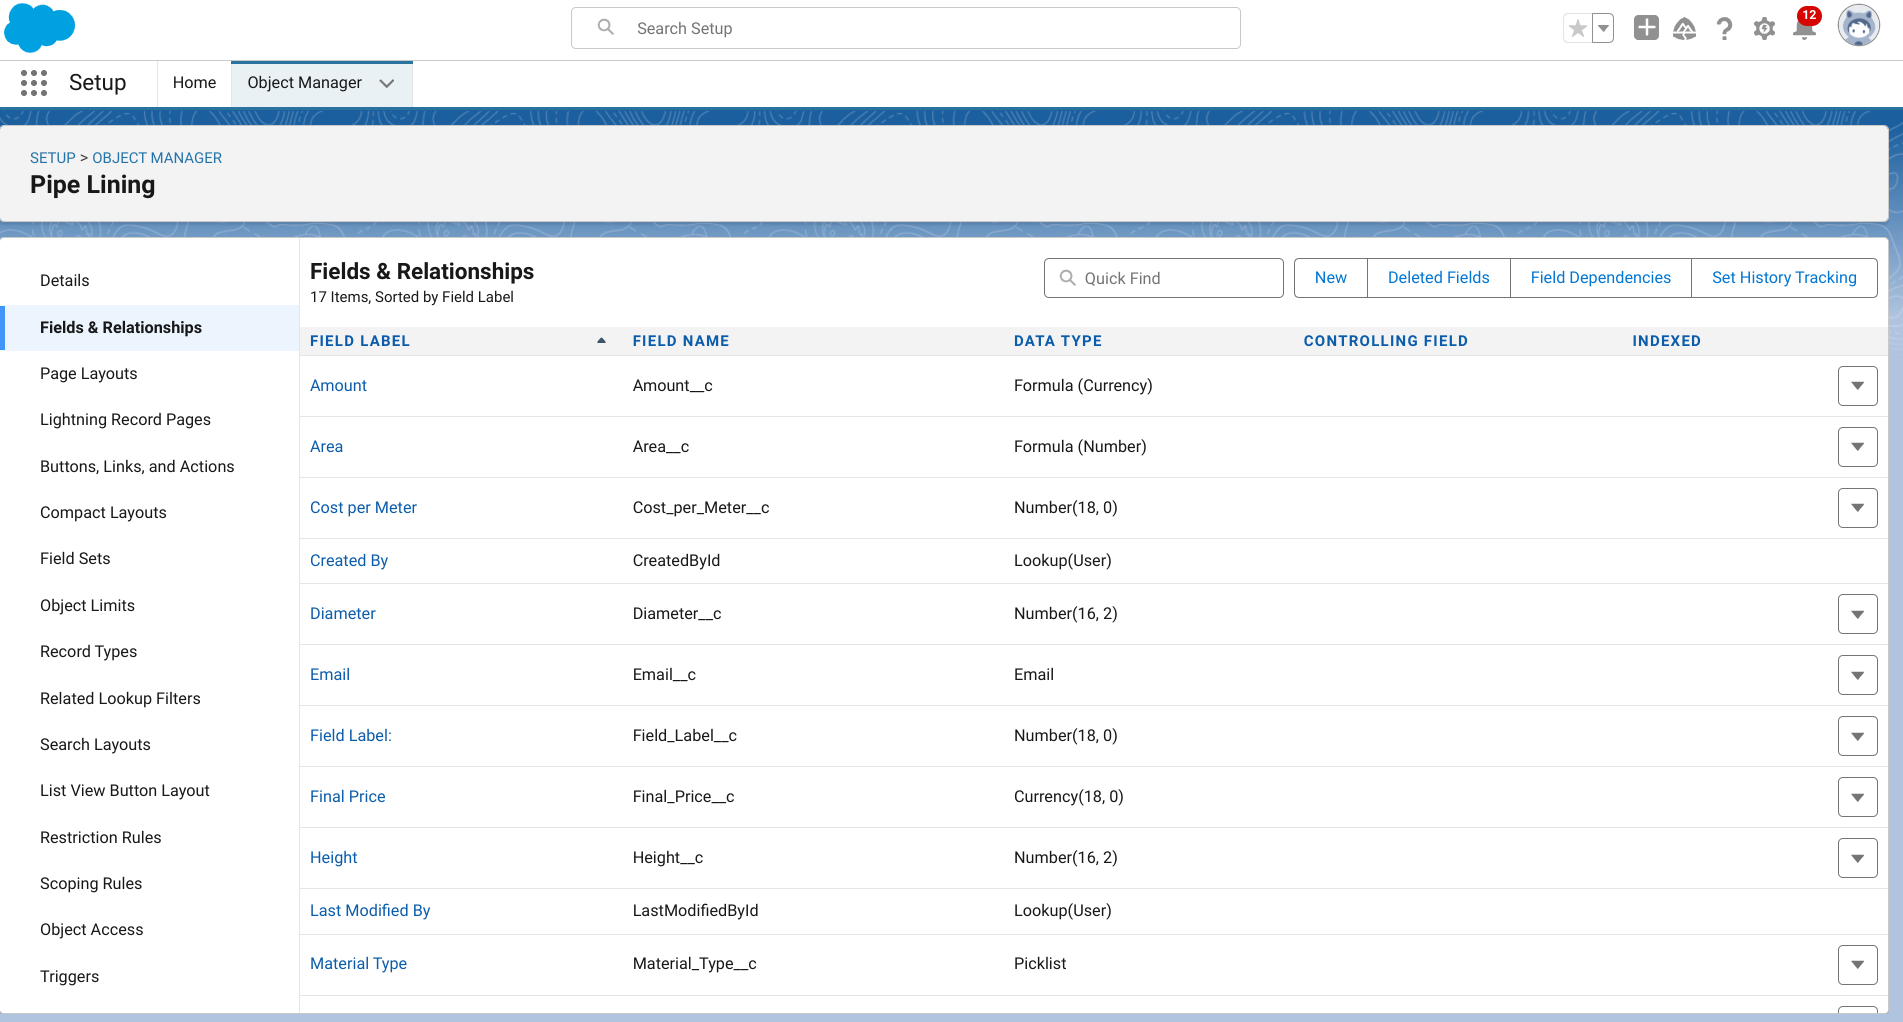 Search Setup
12
Setup
Home
Object Manager
SETUP > OBJECT MANAGER
Pipe Lining
Details
Fields & Relationships
Page Layouts
Lightning Record Pages
Buttons, Links, and Actions
Compact Layouts
Field Sets
Object Limits
Record Types
Related Lookup Filters
Search Layouts
List View Button Layout
Restriction Rules
Scoping Rules
Object Access
Triggers
Fields & Relationships
17 Items, Sorted by Field Label
Quick Find
New
Deleted Fields
Field Dependencies
Set History Tracking
FIELD LABEL FIELD NAME DATA TYPE CONTROLLING FIELD INDEXED
Amount Amount__c Formula (Currency)
Area Area__c Formula (Number)
Cost per Meter Cost_per_Meter__c Number(18, 0)
Created By CreatedById Lookup(User)
Diameter Diameter__c Number(16, 2)
Email Email__c Email
Field Label: Field_Label__c Number(18, 0)
Final Price Final_Price__c Currency(18, 0)
Height Height__c Number(16, 2)
Last Modified By LastModifiedById Lookup(User)
Material Type Material_Type__c Picklist